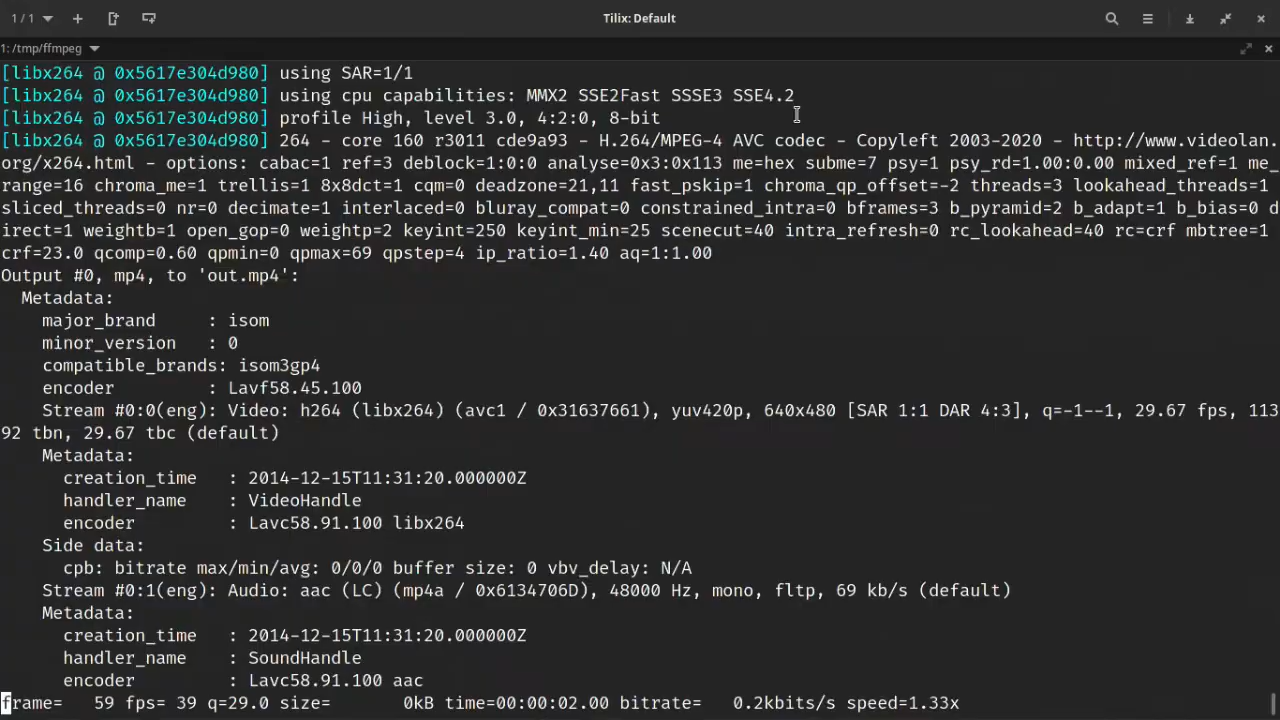 1 / 1
Tilix: Default
1: /tmp/ffmpeg
[libx264 @ 0x5617e304d980] using SAR=1/1
[libx264 @ 0x5617e304d980] using cpu capabilities: MMX2 SSE2Fast SSSE3 SSE4.2
[libx264 @ 0x5617e304d980] profile High, level 3.0, 4:2:0, 8-bit
[libx264 @ 0x5617e304d980] 264 - core 160 r3011 cde9a93 - H.264/MPEG-4 AVC codec - Copyleft 2003-2020 - http://www.videolan.
org/x264.html - options: cabac=1 ref=3 deblock=1:0:0 analyse=0x3:0x113 me=hex subme=7 psy=1 psy_rd=1.00:0.00 mixed_ref=1 me_
range=16 chroma_me=1 trellis=1 8x8dct=1 cqm=0 deadzone=21,11 fast_pskip=1 chroma_qp_offset=-2 threads=3 lookahead_threads=1
sliced_threads=0 nr=0 decimate=1 interlaced=0 bluray_compat=0 constrained_intra=0 bframes=3 b_pyramid=2 b_adapt=1 b_bias=0 d
irect=1 weightb=1 open_gop=0 weightp=2 keyint=250 keyint_min=25 scenecut=40 intra_refresh=0 rc_lookahead=40 rc=crf mbtree=1
crf=23.0 qcomp=0.60 qpmin=0 qpmax=69 qpstep=4 ip_ratio=1.40 aq=1:1.00
Output #0, mp4, to 'out.mp4':
  Metadata:
    major_brand     : isom
    minor_version   : 0
    compatible_brands: isom3gp4
    encoder         : Lavf58.45.100
    Stream #0:0(eng): Video: h264 (libx264) (avc1 / 0x31637661), yuv420p, 640x480 [SAR 1:1 DAR 4:3], q=-1--1, 29.67 fps, 113
92 tbn, 29.67 tbc (default)
    Metadata:
      creation_time   : 2014-12-15T11:31:20.000000Z
      handler_name    : VideoHandle
      encoder         : Lavc58.91.100 libx264
    Side data:
      cpb: bitrate max/min/avg: 0/0/0 buffer size: 0 vbv_delay: N/A
    Stream #0:1(eng): Audio: aac (LC) (mp4a / 0x6134706D), 48000 Hz, mono, fltp, 69 kb/s (default)
    Metadata:
      creation_time   : 2014-12-15T11:31:20.000000Z
      handler_name    : SoundHandle
      encoder         : Lavc58.91.100 aac
frame=   59 fps= 39 q=29.0 size=       0kB time=00:00:02.00 bitrate=   0.2kbits/s speed=1.33x